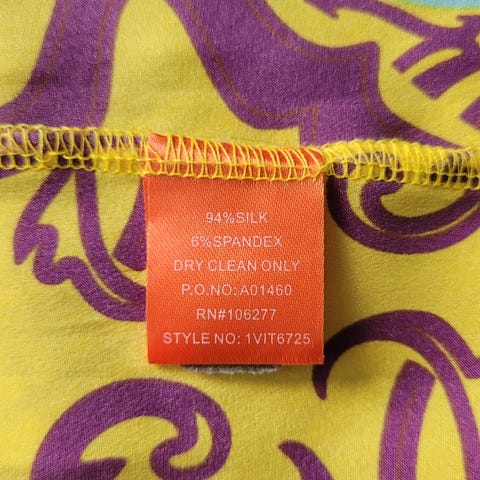 94%SILK
6%SPANDEX
DRY CLEAN ONLY
P.O.NO: A01460
RN#106277
STYLE NO: 1VIT6725